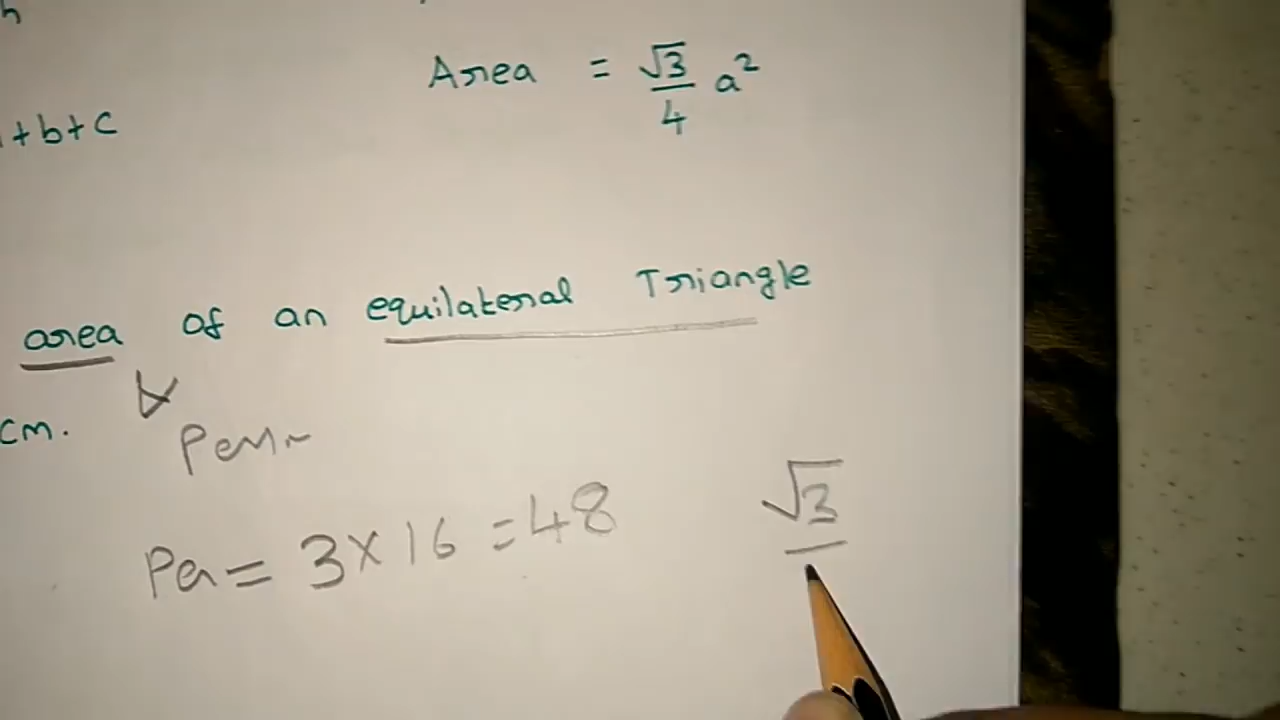 h
Area = √3/4 a²
+b+c
area of an equilateral Triangle
cm.
Per
Per = 3×16 = 48
√3